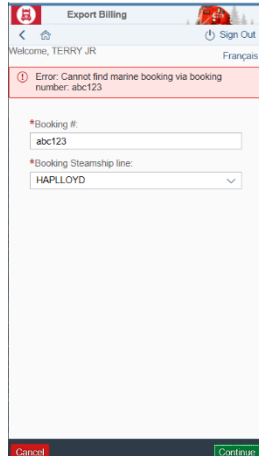 Export Billing
Sign Out
Welcome, TERRY JR
Français
Error: Cannot find marine booking via booking
number: abc123
*Booking #:
abc123
*Booking Steamship line:
HAPLLOYD
Cancel
Continue